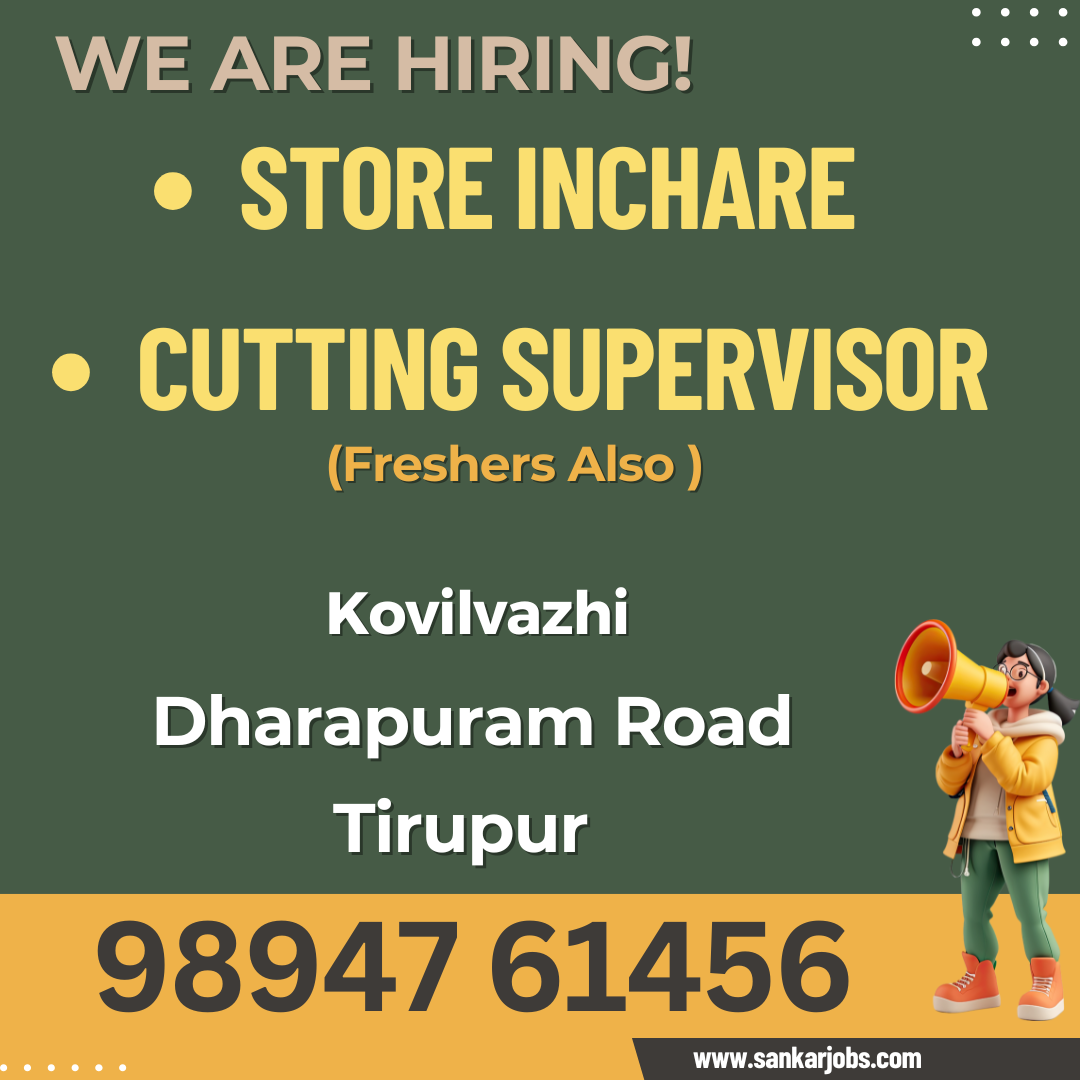 WE ARE HIRING!
• STORE INCHARE
• CUTTING SUPERVISOR
(Freshers Also )
Kovilvazhi
Dharapuram Road
Tirupur
98947 61456
www.sankarjobs.com